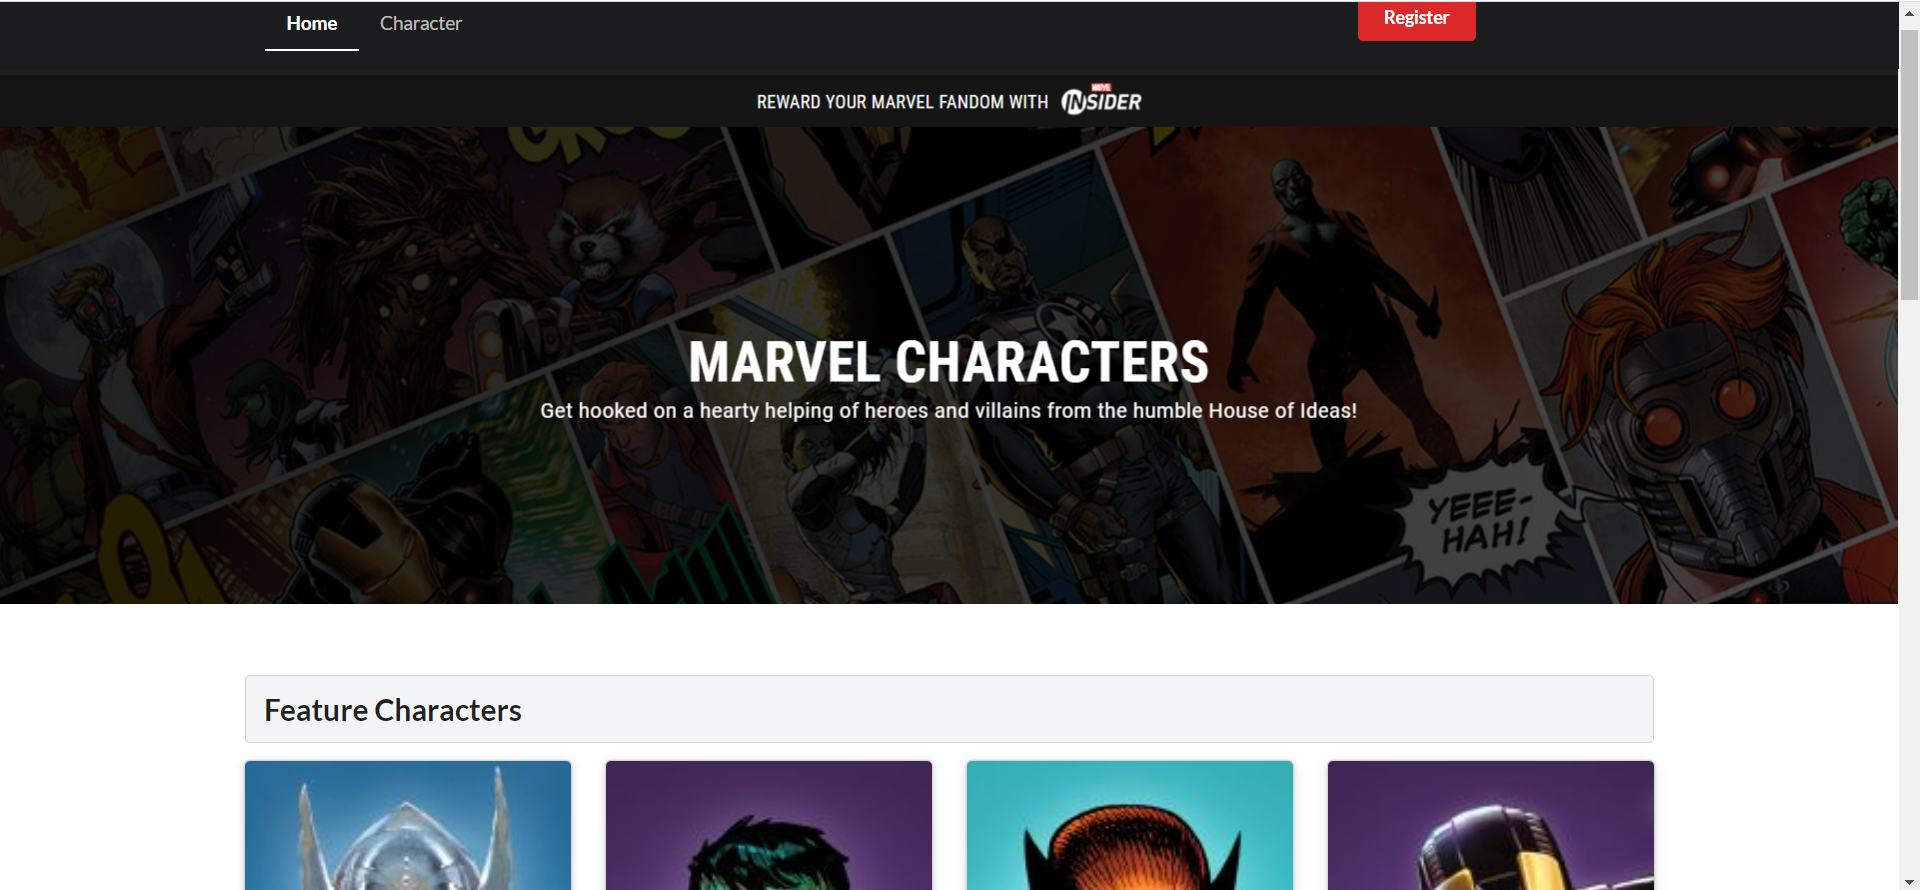 Home
Character
Register
REWARD YOUR MARVEL FANDOM WITH
MARVEL
INSIDER
MARVEL CHARACTERS
Get hooked on a hearty helping of heroes and villains from the humble House of Ideas!
YEEE-
HAH!
Feature Characters